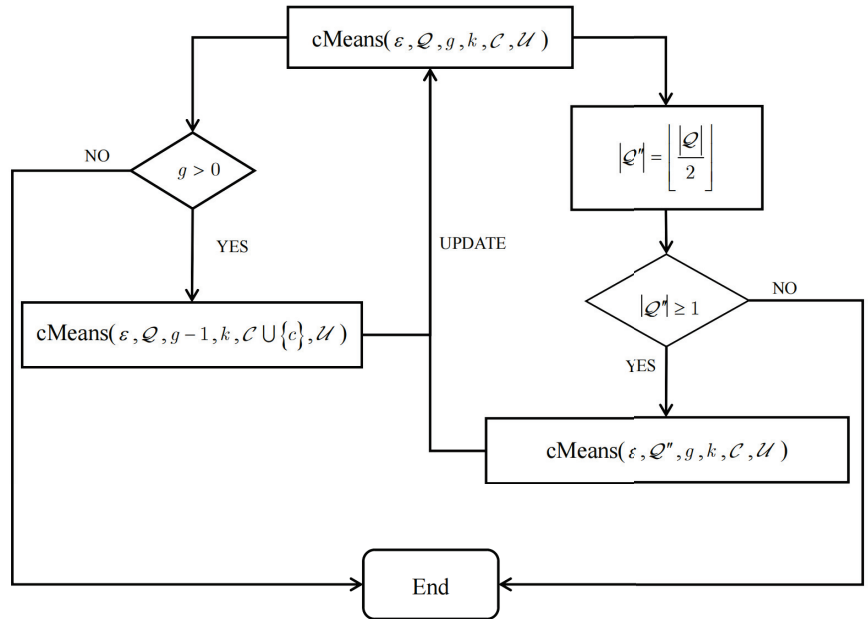 cMeans(ε, 𝒬, g, k, 𝒞, 𝒰)
NO
g > 0
|𝒬″| = ⌊|𝒬|/2⌋
YES
UPDATE
|𝒬″| ≥ 1
NO
cMeans(ε, 𝒬, g−1, k, 𝒞 ∪ {c}, 𝒰)
YES
cMeans(ε, 𝒬″, g, k, 𝒞, 𝒰)
End